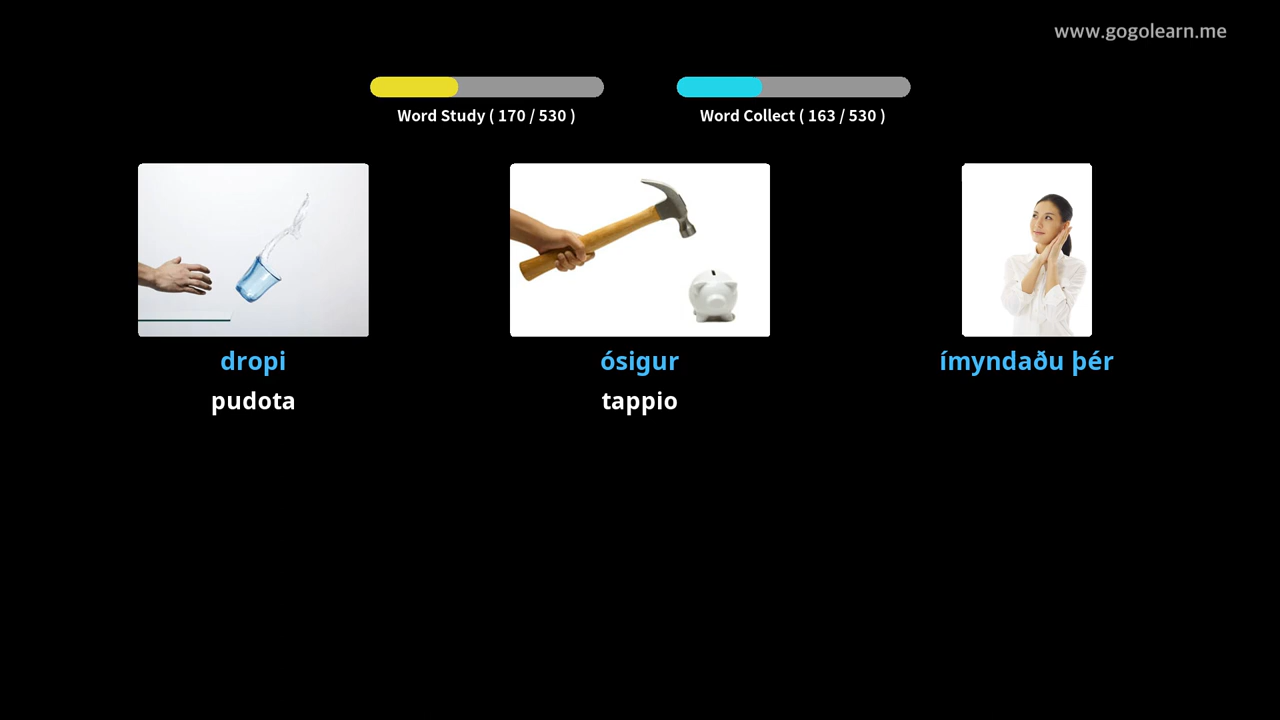 www.gogolearn.me
Word Study ( 170 / 530 )
Word Collect ( 163 / 530 )
dropi
ósigur
ímyndaðu þér
pudota
tappio